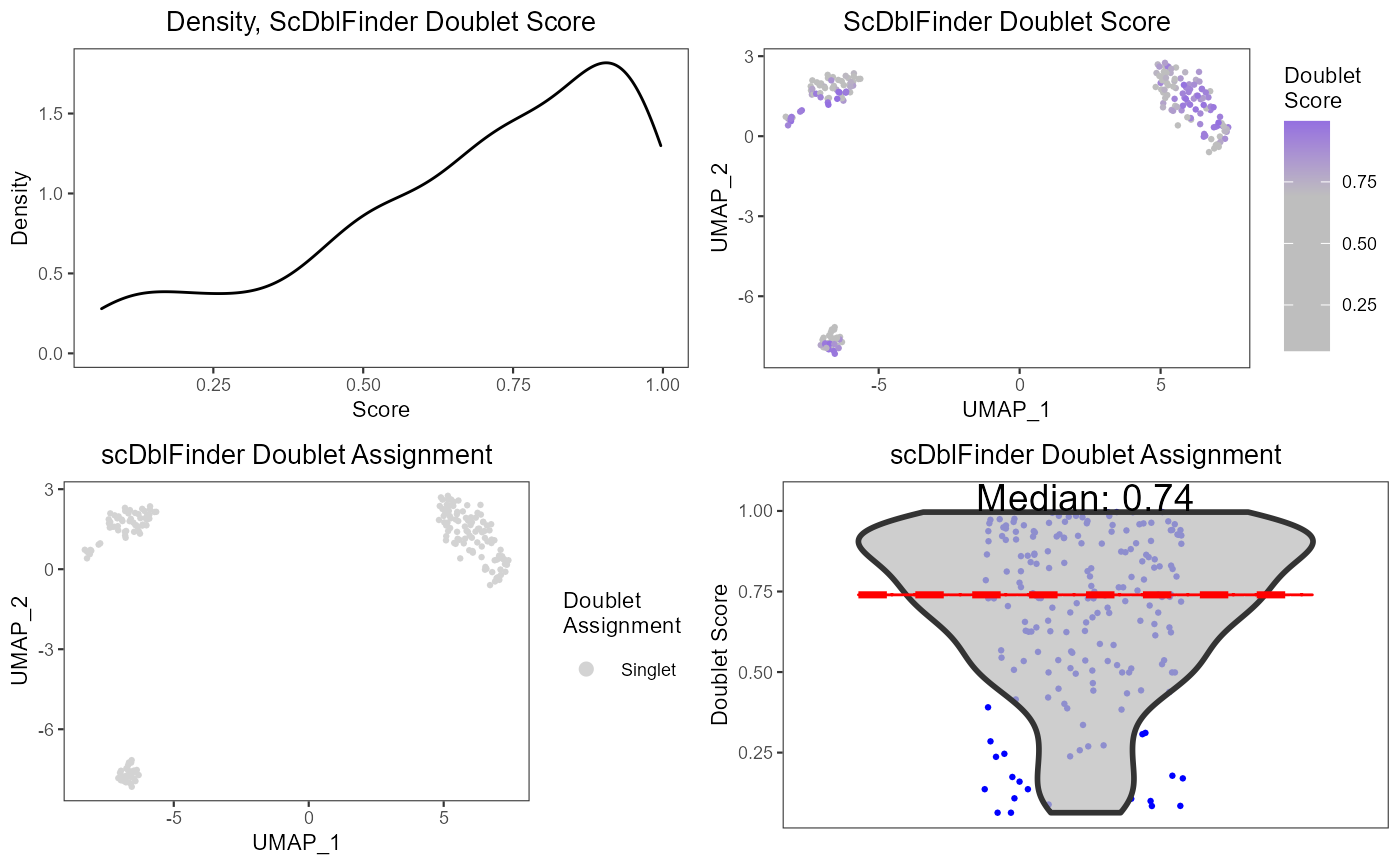 Density, ScDblFinder Doublet Score
1.5
1.0
0.5
0.0
Density
0.25
0.50
0.75
1.00
Score
ScDblFinder Doublet Score
3
0
-3
-6
UMAP_2
-5
0
5
UMAP_1
Doublet
Score
0.75
0.50
0.25
scDblFinder Doublet Assignment
3
0
-3
-6
UMAP_2
-5
0
5
UMAP_1
Doublet
Assignment
Singlet
scDblFinder Doublet Assignment
Median: 0.74
1.00
0.75
0.50
0.25
Doublet Score